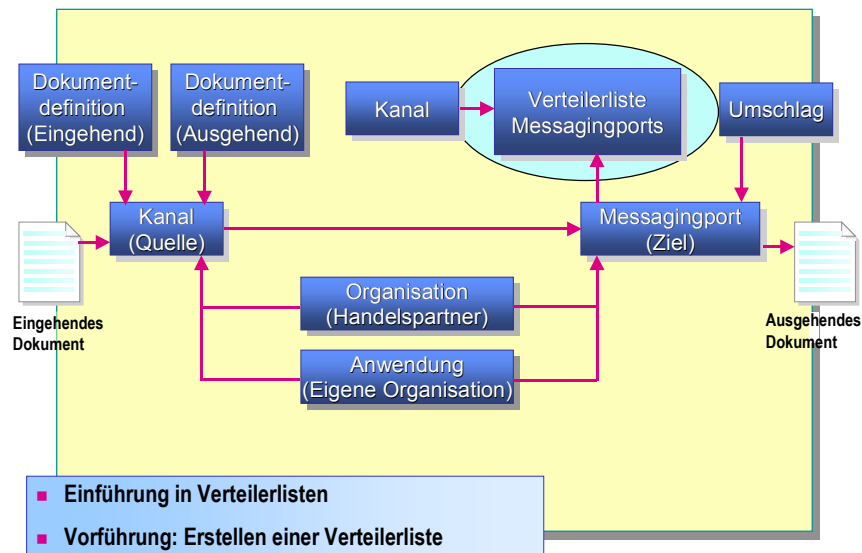 Dokument-
definition
(Eingehend)
Dokument-
definition
(Ausgehend)
Kanal
Verteilerliste
Messagingports
Umschlag
Kanal
(Quelle)
Messagingport
(Ziel)
Eingehendes
Dokument
Organisation
(Handelspartner)
Ausgehendes
Dokument
Anwendung
(Eigene Organisation)
Einführung in Verteilerlisten
Vorführung: Erstellen einer Verteilerliste